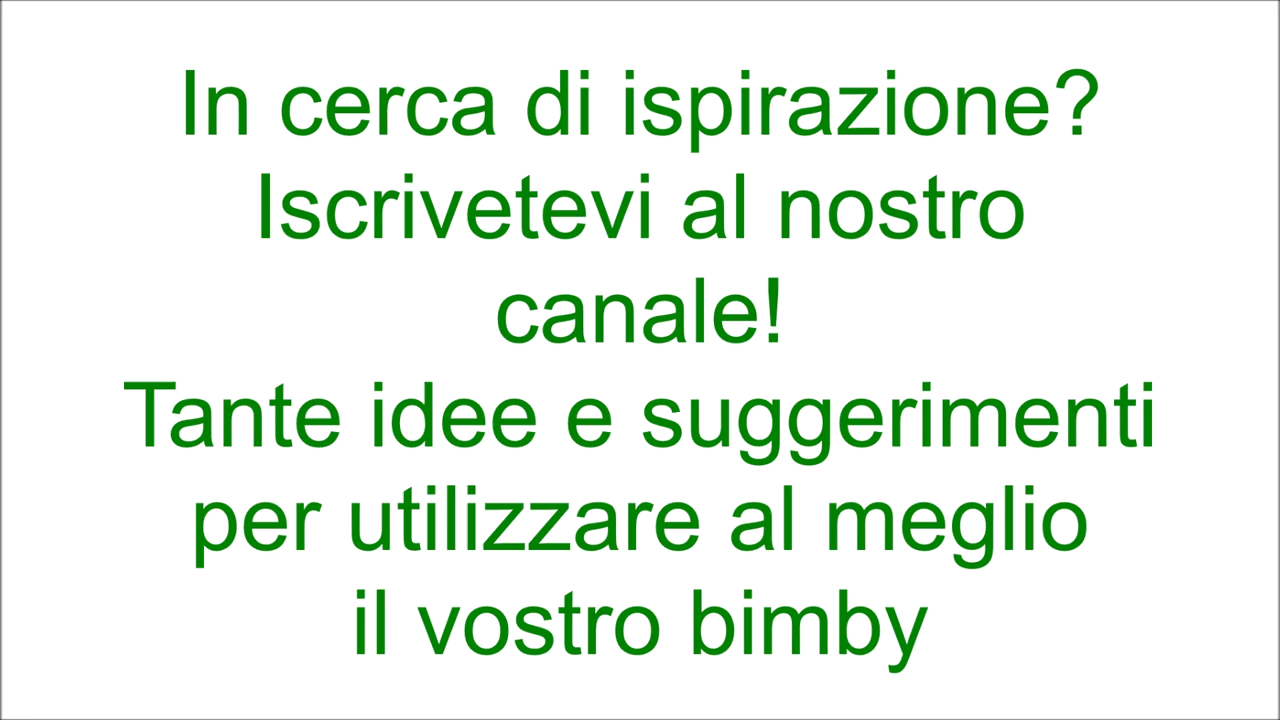 In cerca di ispirazione?
Iscrivetevi al nostro
canale!
Tante idee e suggerimenti
per utilizzare al meglio
il vostro bimby